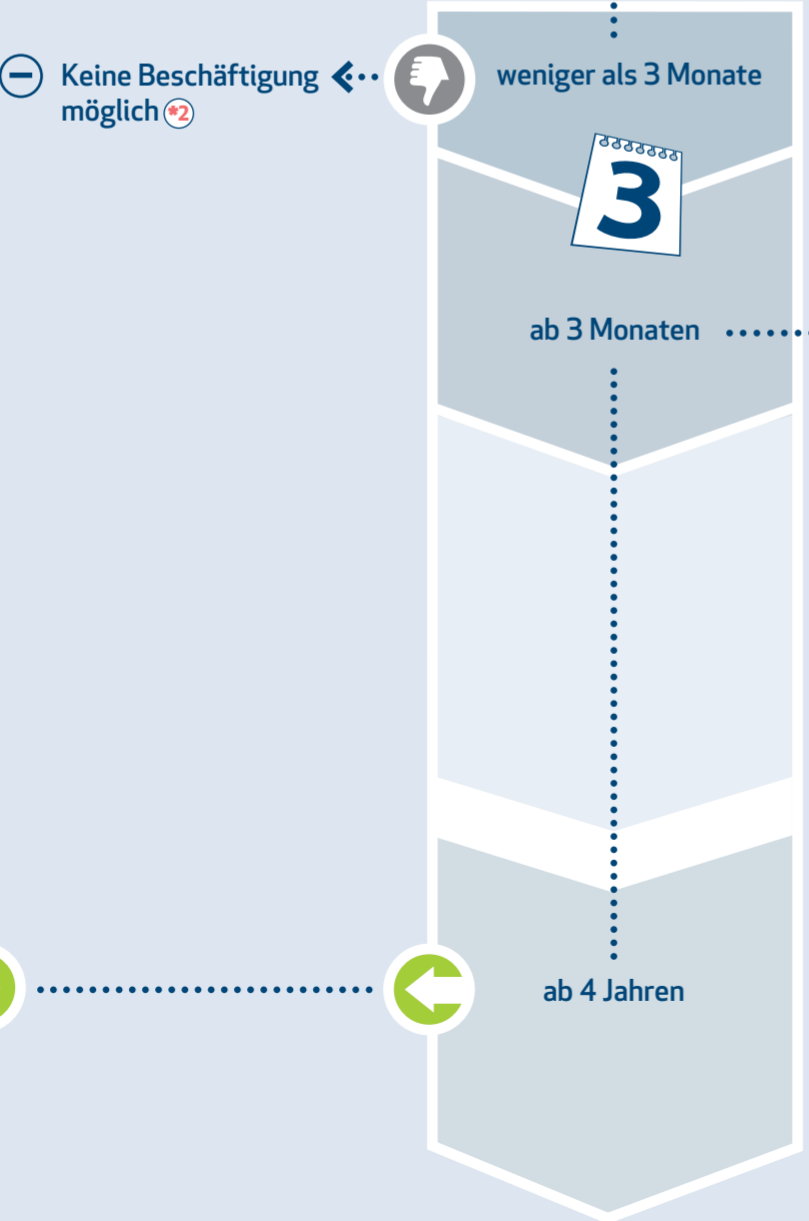 Keine Beschäftigung
möglich *2
weniger als 3 Monate
3
ab 3 Monaten
ab 4 Jahren